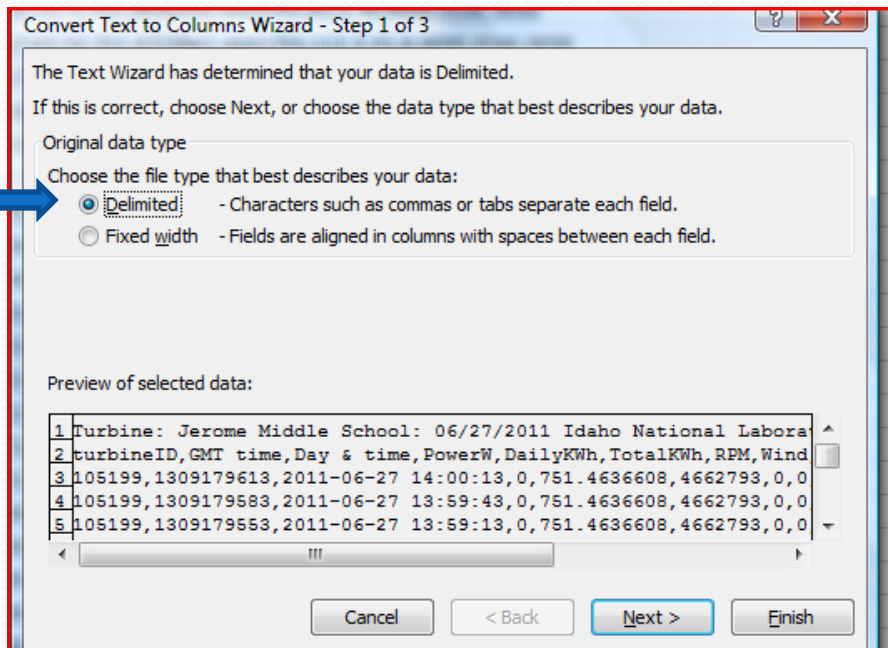 Convert Text to Columns Wizard - Step 1 of 3
The Text Wizard has determined that your data is Delimited.
If this is correct, choose Next, or choose the data type that best describes your data.
Original data type
Choose the file type that best describes your data:
Delimited - Characters such as commas or tabs separate each field.
Fixed width - Fields are aligned in columns with spaces between each field.
Preview of selected data:
1 Turbine: Jerome Middle School: 06/27/2011 Idaho National Labora
2 turbineID,GMT time,Day & time,PowerW,DailyKWh,TotalKWh,RPM,Wind
3 105199,1309179613,2011-06-27 14:00:13,0,751.4636608,4662793,0,0
4 105199,1309179583,2011-06-27 13:59:43,0,751.4636608,4662793,0,0
5 105199,1309179553,2011-06-27 13:59:13,0,751.4636608,4662793,0,0
Cancel < Back Next > Finish